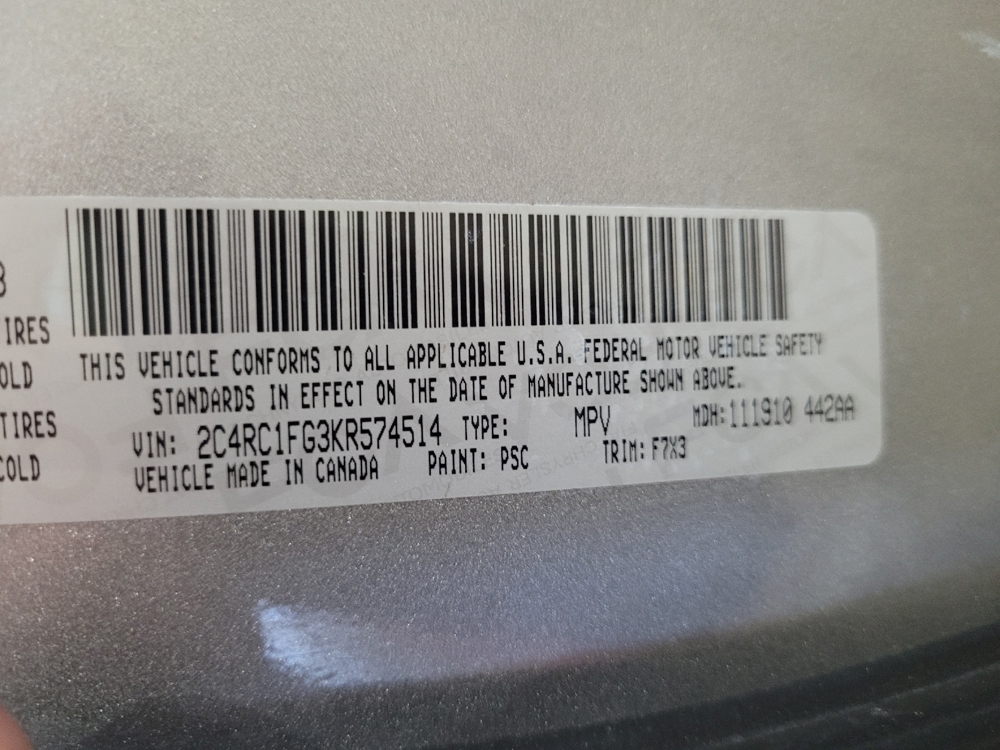 IRES
OLD
TIRES
COLD
THIS VEHICLE CONFORMS TO ALL APPLICABLE U.S.A. FEDERAL MOTOR VEHICLE SAFETY
STANDARDS IN EFFECT ON THE DATE OF MANUFACTURE SHOWN ABOVE.
VIN: 2C4RC1FG3KR574514 TYPE: MPV MDH:111910 442AA
VEHICLE MADE IN CANADA PAINT: PSC TRIM: F7X3